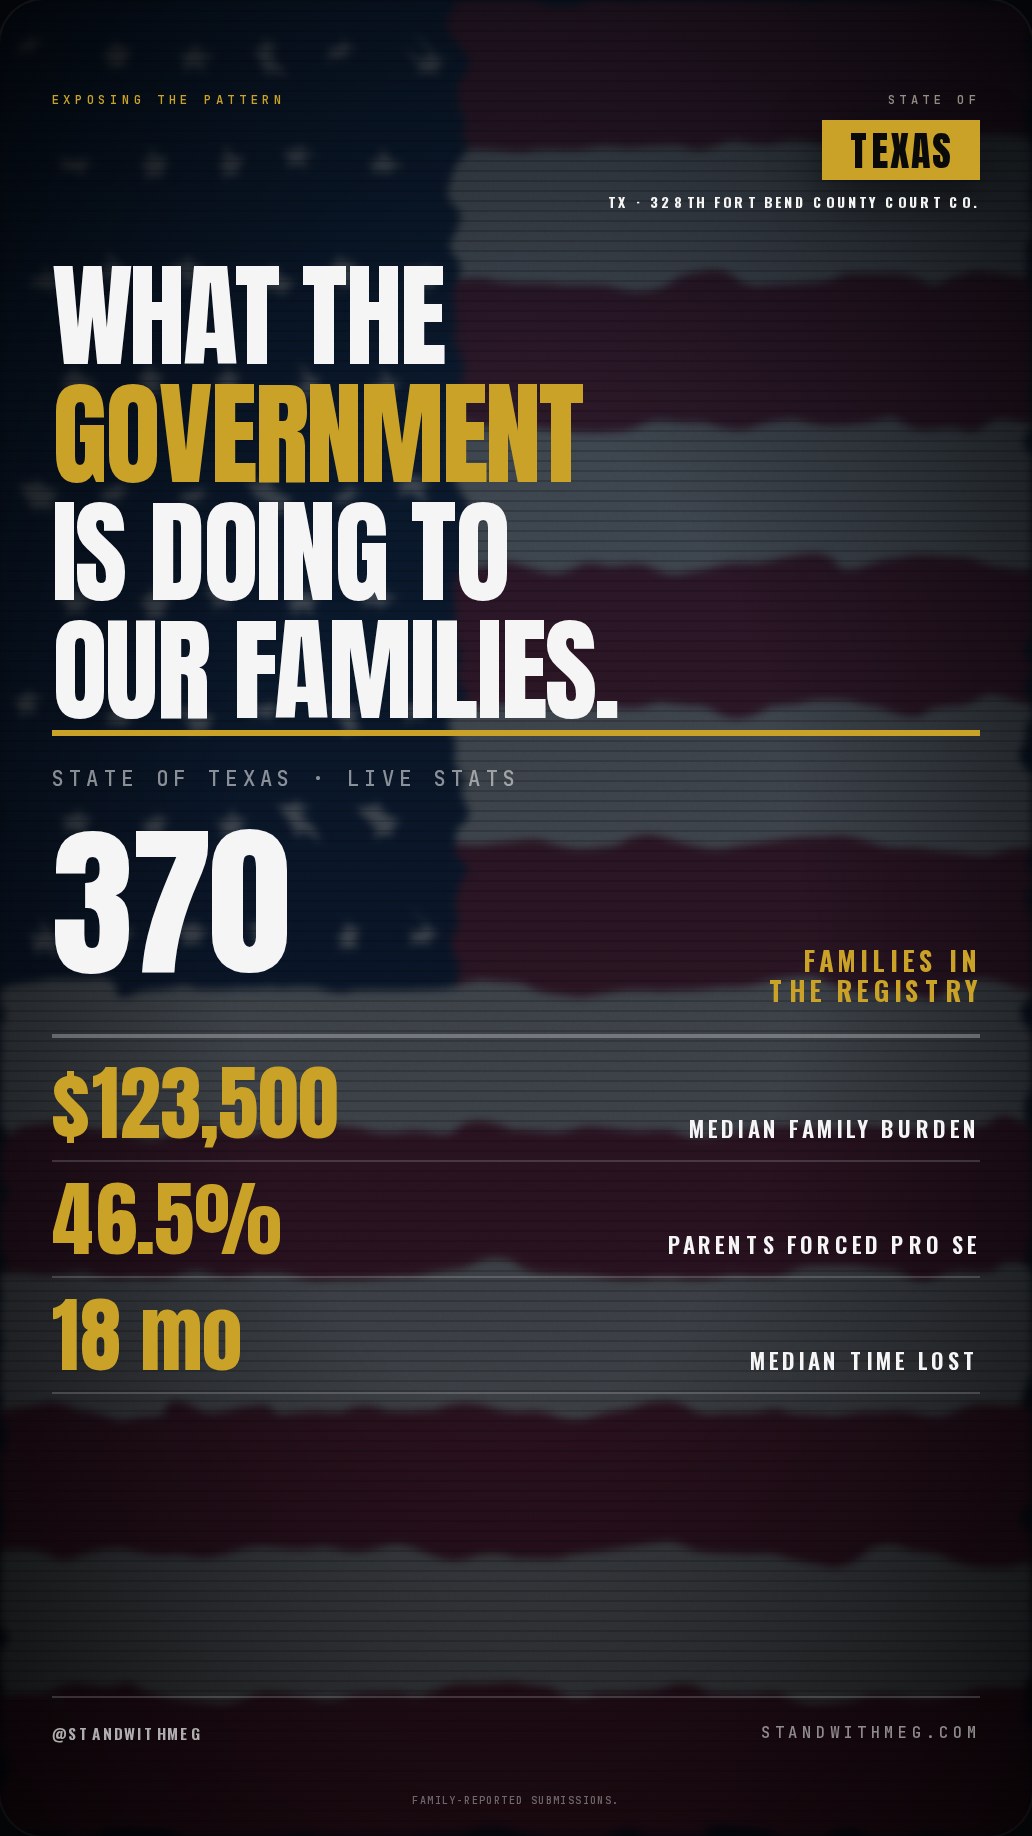 EXPOSING THE PATTERN
STATE OF
TEXAS
TX · 328TH FORT BEND COUNTY COURT CO.
WHAT THE
GOVERNMENT
IS DOING TO
OUR FAMILIES.
STATE OF TEXAS · LIVE STATS
370
FAMILIES IN
THE REGISTRY
$123,500
MEDIAN FAMILY BURDEN
46.5%
PARENTS FORCED PRO SE
18 mo
MEDIAN TIME LOST
@STANDWITHMEG
STANDWITHMEG.COM
FAMILY-REPORTED SUBMISSIONS.